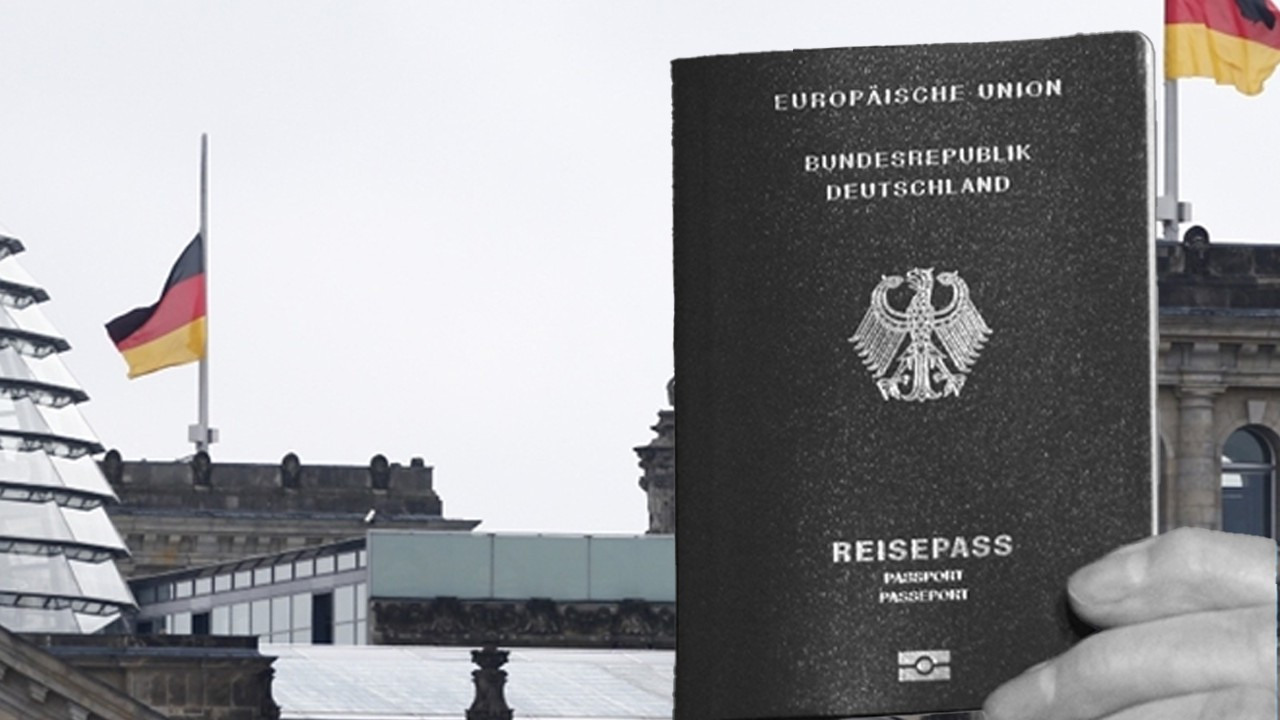 EUROPÄISCHE UNION
BUNDESREPUBLIK
DEUTSCHLAND
REISEPASS
PASSPORT
PASSEPORT